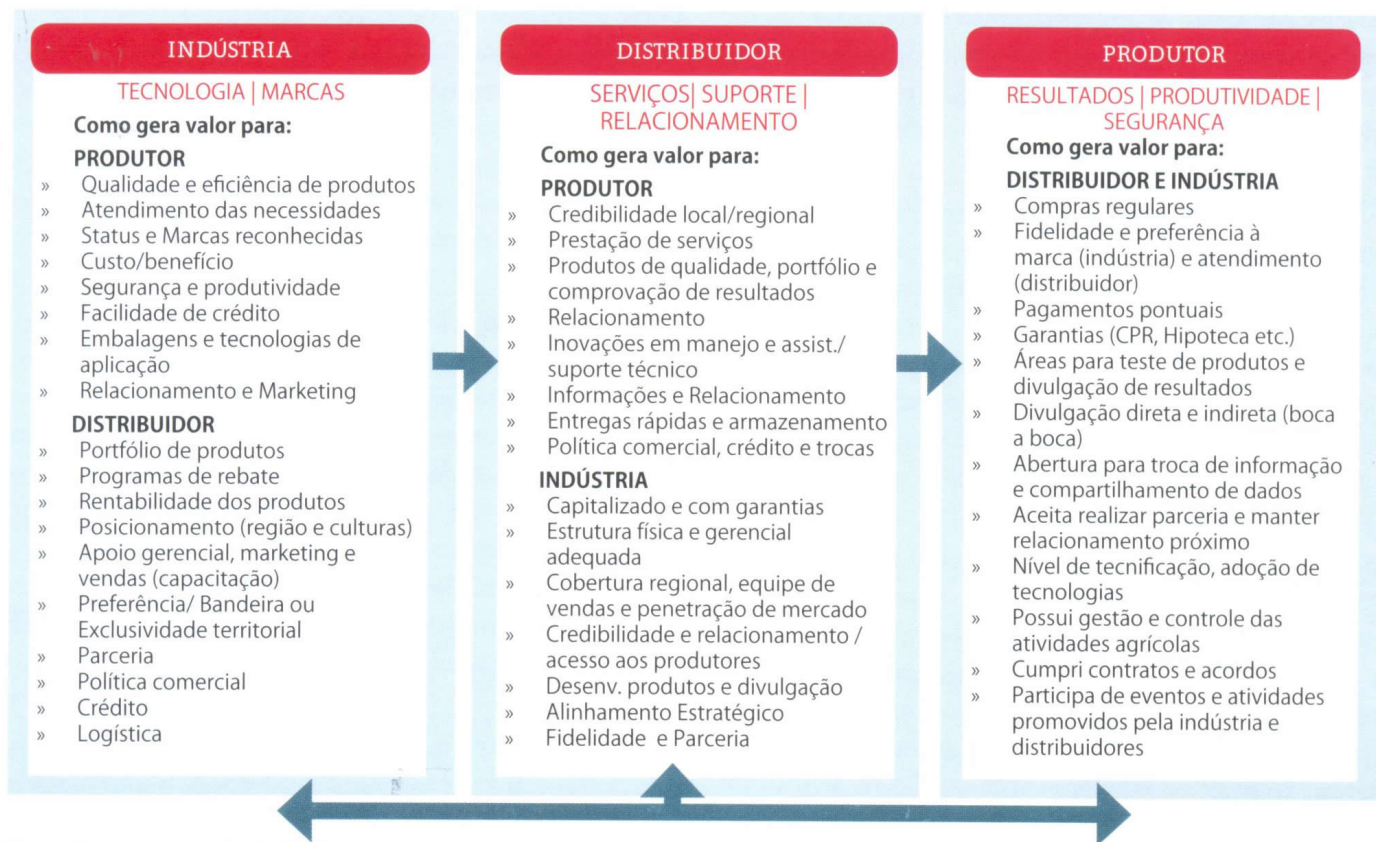 INDÚSTRIA
TECNOLOGIA | MARCAS
Como gera valor para:
PRODUTOR
» Qualidade e eficiência de produtos
» Atendimento das necessidades
» Status e Marcas reconhecidas
» Custo/benefício
» Segurança e produtividade
» Facilidade de crédito
» Embalagens e tecnologias de
aplicação
» Relacionamento e Marketing
DISTRIBUIDOR
» Portfólio de produtos
» Programas de rebate
» Rentabilidade dos produtos
» Posicionamento (região e culturas)
» Apoio gerencial, marketing e
vendas (capacitação)
» Preferência/ Bandeira ou
Exclusividade territorial
» Parceria
» Política comercial
» Crédito
» Logística
DISTRIBUIDOR
SERVIÇOS| SUPORTE |
RELACIONAMENTO
Como gera valor para:
PRODUTOR
» Credibilidade local/regional
» Prestação de serviços
» Produtos de qualidade, portfólio e
comprovação de resultados
» Relacionamento
» Inovações em manejo e assist./
suporte técnico
» Informações e Relacionamento
» Entregas rápidas e armazenamento
» Política comercial, crédito e trocas
INDÚSTRIA
» Capitalizado e com garantias
» Estrutura física e gerencial
adequada
» Cobertura regional, equipe de
vendas e penetração de mercado
» Credibilidade e relacionamento /
acesso aos produtores
» Desenv. produtos e divulgação
» Alinhamento Estratégico
» Fidelidade e Parceria
PRODUTOR
RESULTADOS | PRODUTIVIDADE |
SEGURANÇA
Como gera valor para:
DISTRIBUIDOR E INDÚSTRIA
» Compras regulares
» Fidelidade e preferência à
marca (indústria) e atendimento
(distribuidor)
» Pagamentos pontuais
» Garantias (CPR, Hipoteca etc.)
» Áreas para teste de produtos e
divulgação de resultados
» Divulgação direta e indireta (boca
a boca)
» Abertura para troca de informação
e compartilhamento de dados
» Aceita realizar parceria e manter
relacionamento próximo
» Nível de tecnificação, adoção de
tecnologias
» Possui gestão e controle das
atividades agrícolas
» Cumpri contratos e acordos
» Participa de eventos e atividades
promovidos pela indústria e
distribuidores